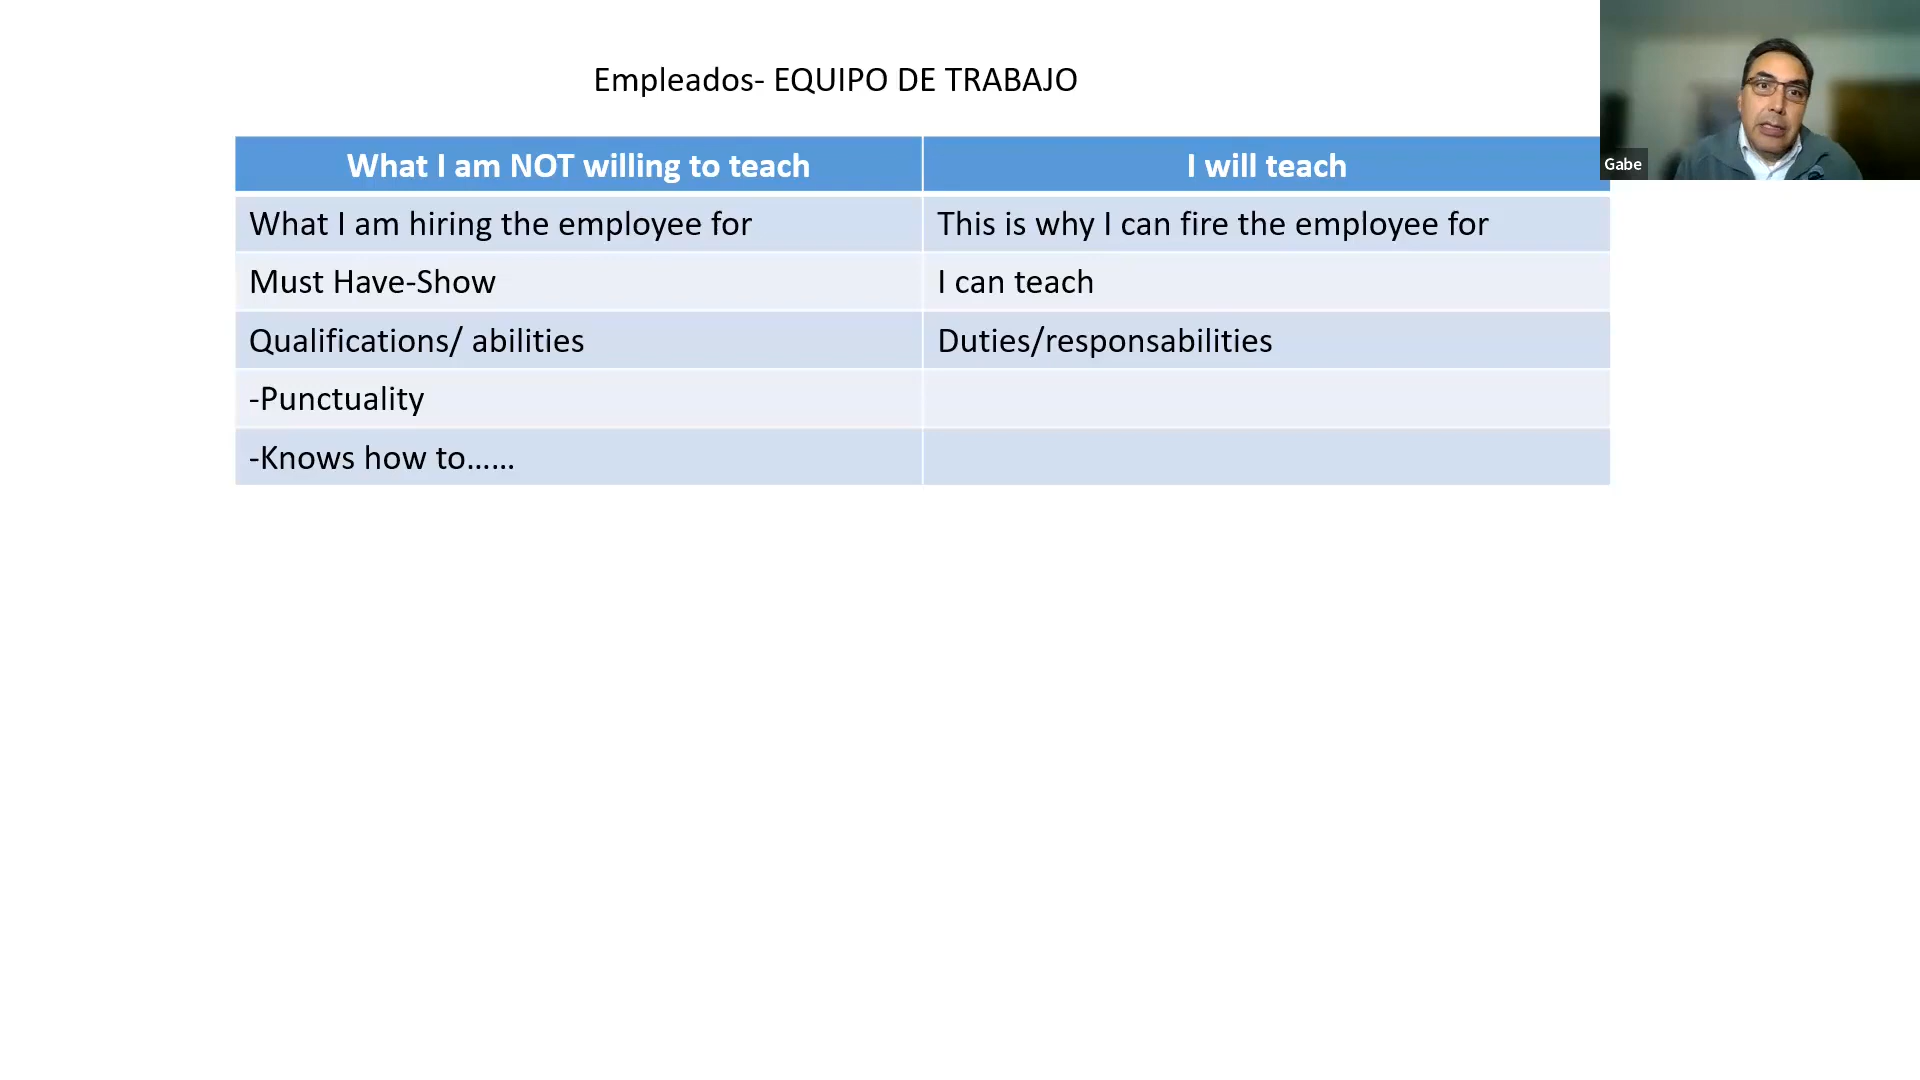 Empleados- EQUIPO DE TRABAJO
What I am NOT willing to teach
I will teach
What I am hiring the employee for
This is why I can fire the employee for
Must Have-Show
I can teach
Qualifications/ abilities
Duties/responsabilities
-Punctuality
-Knows how to......
Gabe